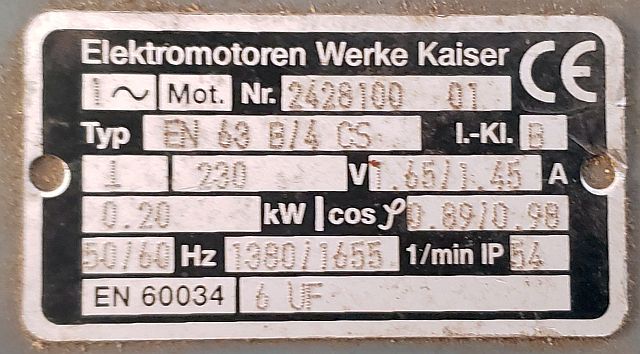 Elektromotoren Werke Kaiser CE
1~ Mot. Nr. 2428100 01
Typ EN 63 B/4 CS I.-Kl. B
1 230 V 1.65/1.45 A
0.20 kW cos φ 0.89/0.98
50/60 Hz 1380/1655 1/min IP 54
EN 60034 6 UF